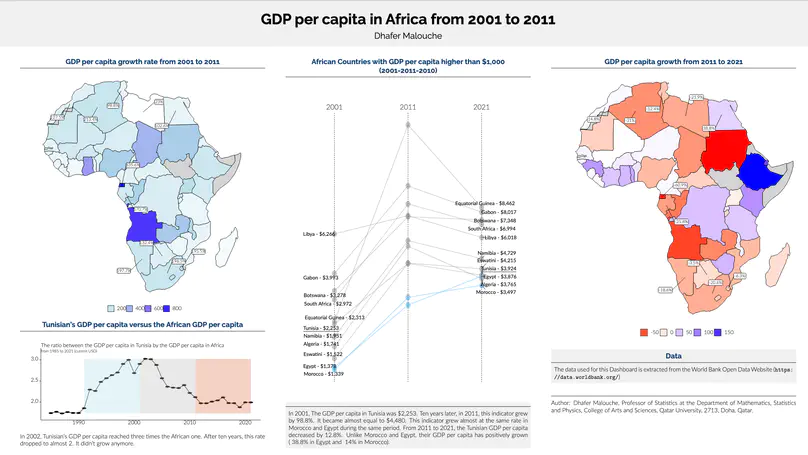 GDP per capita in Africa from 2001 to 2011
Dhafer Malouche
GDP per capita growth rate from 2001 to 2011
200 400 600 800
Tunisian's GDP per capita versus the African GDP per capita
The ratio between the GDP per capita in Tunisia by the GDP per capita in Africa
from 1985 to 2021 (current USD)
3.0
2.5
2.0
1990 2000 2010 2020
In 2002, Tunisian's GDP per capita reached three times the African one. After ten years, this rate
dropped to almost 2. It didn't grow anymore.
African Countries with GDP per capita higher than $1,000
(2001-2011-2010)
2001 2011 2021
Libya - $6,266
Gabon - $3,993
Botswana - $3,278
South Africa - $2,972
Equatorial Guinea - $2,313
Tunisia - $2,253
Namibia - $1,951
Algeria - $1,741
Eswatini - $1,522
Egypt - $1,378
Morocco - $1,339
Equatorial Guinea - $8,462
Gabon - $8,017
Botswana - $7,348
South Africa - $6,994
Libya - $6,018
Namibia - $4,729
Eswatini - $4,215
Tunisia - $3,924
Egypt - $3,876
Algeria - $3,765
Morocco - $3,497
In 2001, The GDP per capita in Tunisia was $2,253. Ten years later, in 2011, this indicator grew
by 98.8%. It became almost equal to $4,480. This indicator grew almost at the same rate in
Morocco and Egypt during the same period. From 2011 to 2021, the Tunisian GDP per capita
decreased by 12.8%. Unlike Morocco and Egypt, their GDP per capita has positively grown
( 38.8% in Egypt and 14% in Morocco).
GDP per capita growth from 2011 to 2021
-50 0 50 100 150
Data
The data used for this Dashboard is extracted from the World Bank Open Data Website (https:
//data.worldbank.org/)
Author: Dhafer Malouche, Professor of Statistics at the Department of Mathematics, Statistics
and Physics, College of Arts and Sciences, Qatar University, 2713, Doha, Qatar.